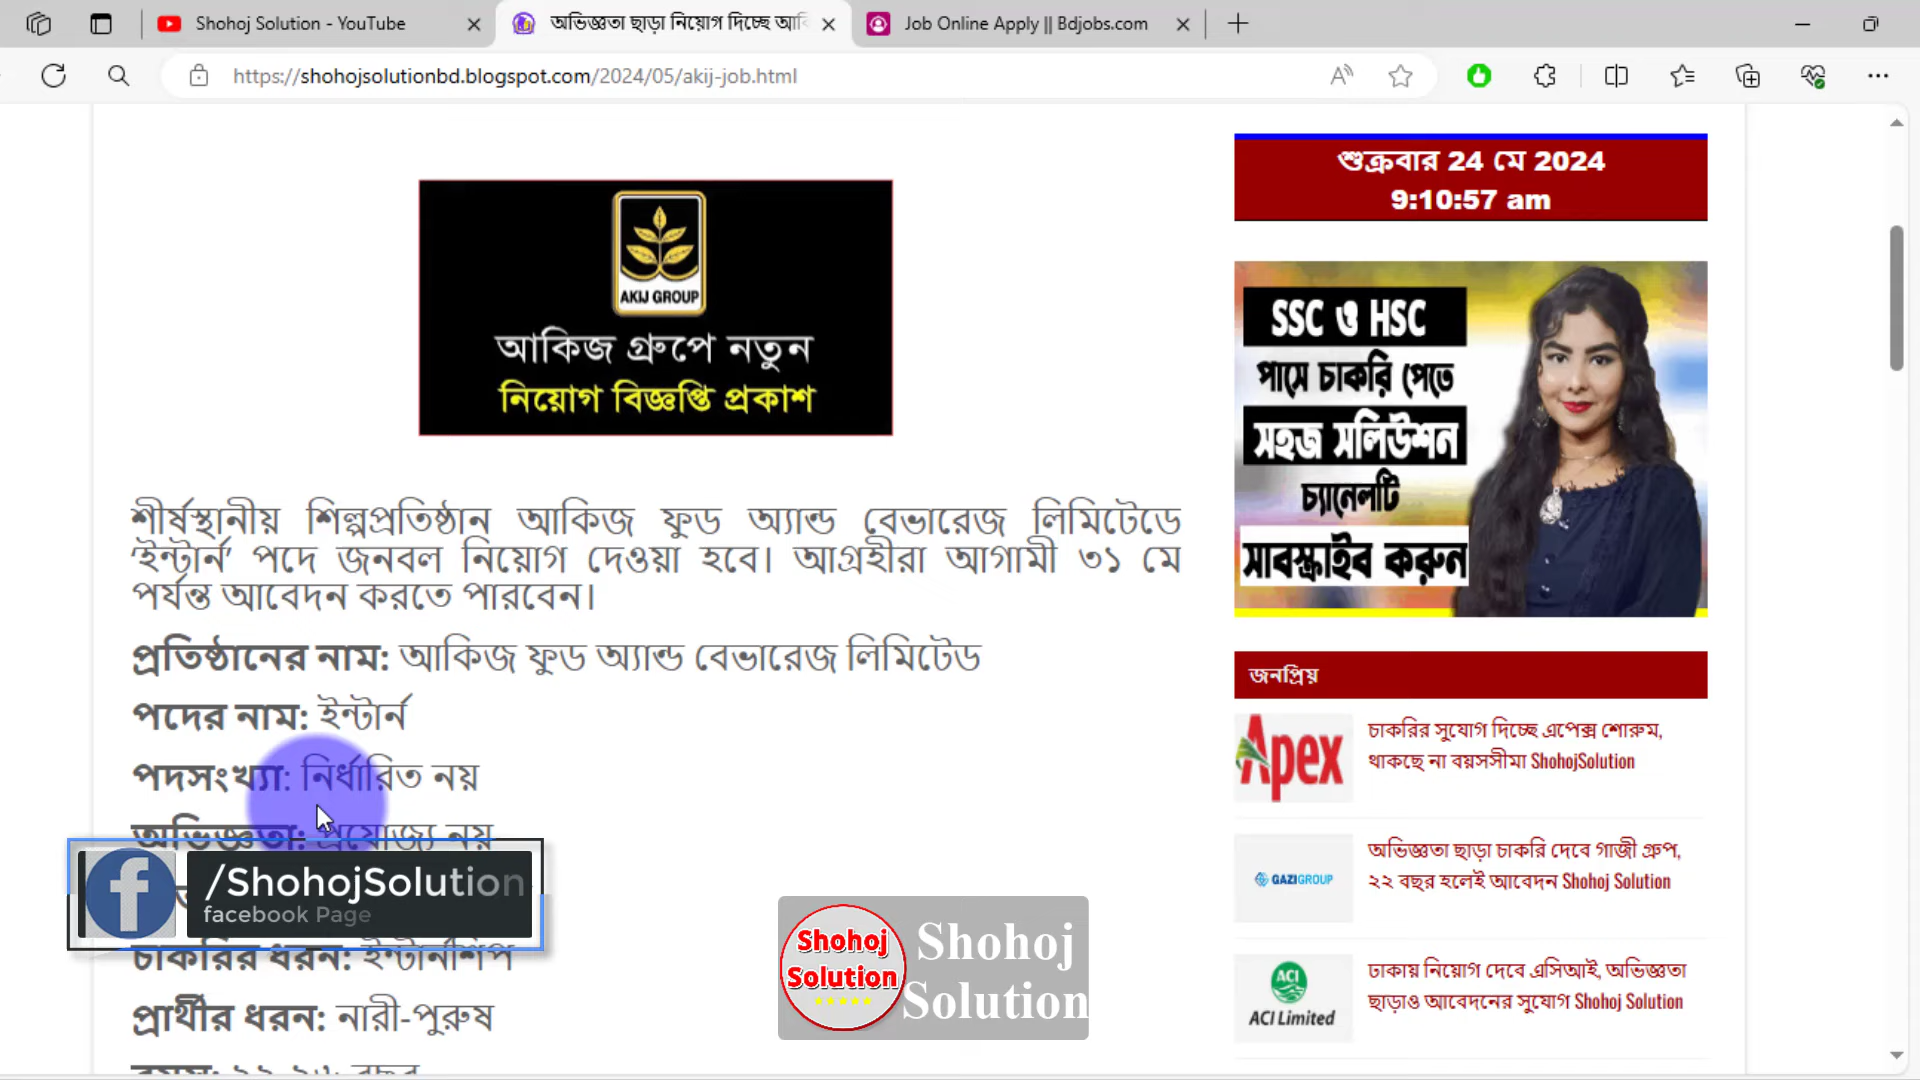 Shohoj Solution - YouTube
অভিজ্ঞতা ছাড়া নিয়োগ দিচ্ছে আকি
Job Online Apply || Bdjobs.com
https://shohojsolutionbd.blogspot.com/2024/05/akij-job.html
AKIJ GROUP
আকিজ গ্রুপে নতুন
নিয়োগ বিজ্ঞপ্তি প্রকাশ
শীর্ষস্থানীয় শিল্পপ্রতিষ্ঠান আকিজ ফুড অ্যান্ড বেভারেজ লিমিটেডে
‘ইন্টার্ন’ পদে জনবল নিয়োগ দেওয়া হবে। আগ্রহীরা আগামী ৩১ মে
পর্যন্ত আবেদন করতে পারবেন।
প্রতিষ্ঠানের নাম: আকিজ ফুড অ্যান্ড বেভারেজ লিমিটেড
পদের নাম: ইন্টার্ন
পদসংখ্যা: নির্ধারিত নয়
অভিজ্ঞতা: প্রযোজ্য নয়
/ShohojSolution
facebook Page
চাকরির ধরন: ইন্টার্নশিপ
প্রার্থীর ধরন: নারী-পুরুষ
শুক্রবার 24 মে 2024
9:10:57 am
SSC ও HSC
পাসে চাকরি পেতে
সহজ সলিউশন
চ্যানেলটি
সাবস্ক্রাইব করুন
জনপ্রিয়
Apex
চাকরির সুযোগ দিচ্ছে এপেক্স শোরুম,
থাকছে না বয়সসীমা ShohojSolution
GAZI GROUP
অভিজ্ঞতা ছাড়া চাকরি দেবে গাজী গ্রুপ,
২২ বছর হলেই আবেদন Shohoj Solution
ACI
ACI Limited
ঢাকায় নিয়োগ দেবে এসিআই, অভিজ্ঞতা
ছাড়াও আবেদনের সুযোগ Shohoj Solution
Shohoj
Solution
Shohoj
Solution